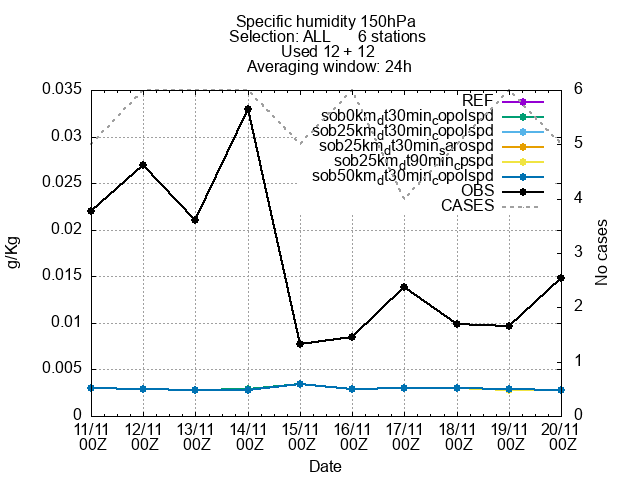 Specific humidity 150hPa
Selection: ALL 6 stations
Used 12 + 12
Averaging window: 24h
0.035
0.03
0.025
0.02
0.015
0.01
0.005
0
g/Kg
REF
sob0km_dt30min_copolspd
sob25km_dt30min_copolspd
sob25km_dt30min_sarospd
sob25km_dt90min_cpspd
sob50km_dt30min_copolspd
OBS
CASES
6
5
4
3
2
1
0
No cases
11/11 12/11 13/11 14/11 15/11 16/11 17/11 18/11 19/11 20/11
00Z 00Z 00Z 00Z 00Z 00Z 00Z 00Z 00Z 00Z
Date